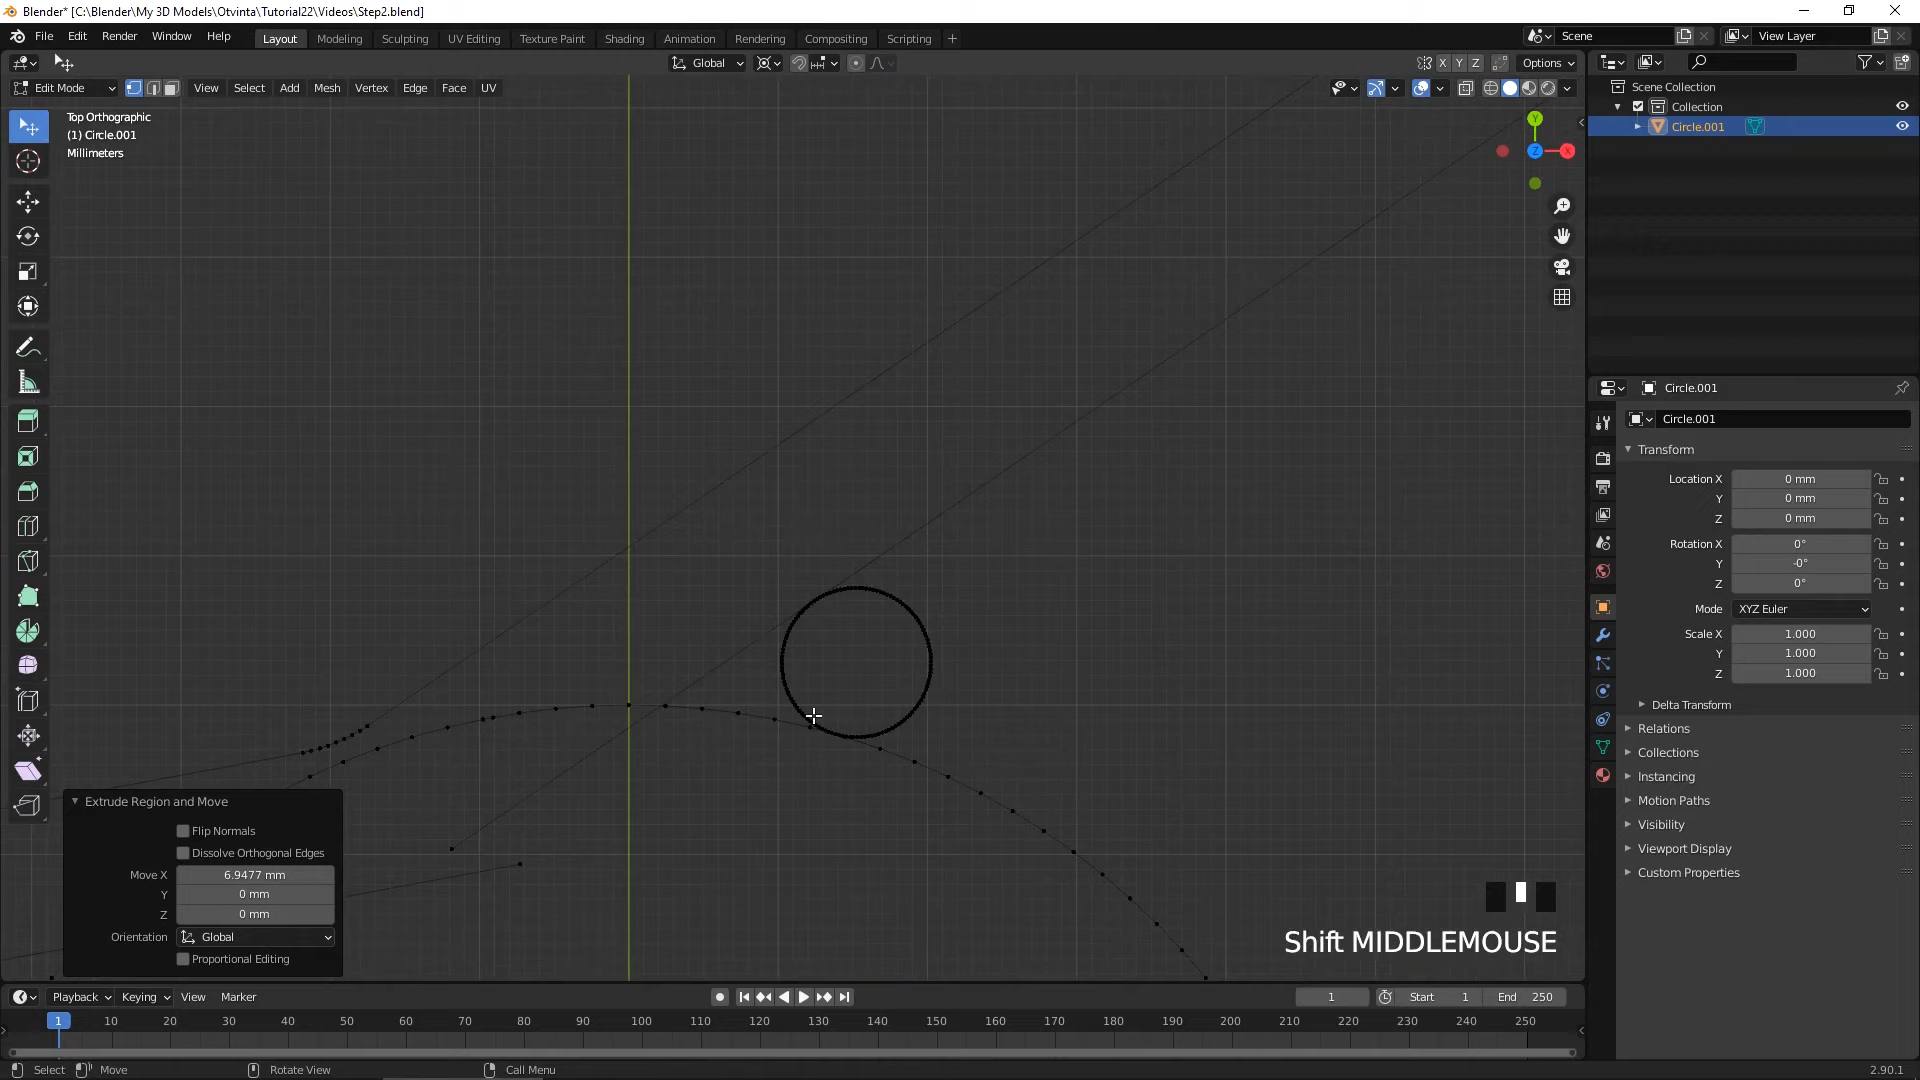 Blender* [C:\Blender\My 3D Models\Otvinta\Tutorial22\Videos\Step2.blend]
File Edit Render Window Help Layout Modeling Sculpting UV Editing Texture Paint Shading Animation Rendering Compositing Scripting Scene View Layer
Global X Y Z Options
Edit Mode View Select Add Mesh Vertex Edge Face UV
Scene Collection
Collection
Circle.001
Top Orthographic
(1) Circle.001
Millimeters
Y
Z X
Circle.001
Circle.001
Transform
Location X 0 mm
Y 0 mm
Z 0 mm
Rotation X 0°
Y -0°
Z 0°
Mode XYZ Euler
Scale X 1.000
Y 1.000
Z 1.000
Delta Transform
Relations
Collections
Instancing
Motion Paths
Visibility
Viewport Display
Custom Properties
Extrude Region and Move
Flip Normals
Dissolve Orthogonal Edges
Move X 6.9477 mm
Y 0 mm
Z 0 mm
Orientation Global
Proportional Editing
Shift MIDDLEMOUSE
Playback Keying View Marker 1 Start 1 End 250
1 10 20 30 40 50 60 70 80 90 100 110 120 130 140 150 160 170 180 190 200 210 220 230 240 250
Select Move Rotate View Call Menu 2.90.1